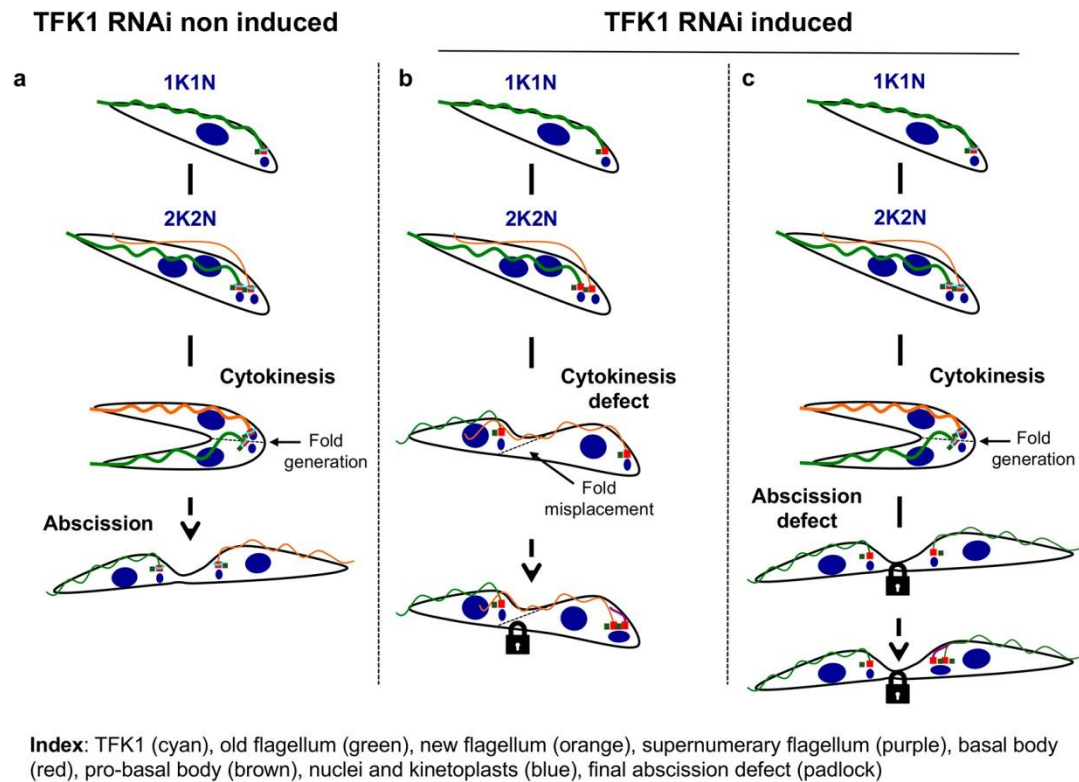 TFK1 RNAi non induced
TFK1 RNAi induced
a
1K1N
2K2N
Cytokinesis
Fold
generation
Abscission
b
1K1N
2K2N
Cytokinesis
defect
Fold
misplacement
c
1K1N
2K2N
Cytokinesis
Fold
generation
Abscission
defect
Index: TFK1 (cyan), old flagellum (green), new flagellum (orange), supernumerary flagellum (purple), basal body
(red), pro-basal body (brown), nuclei and kinetoplasts (blue), final abscission defect (padlock)